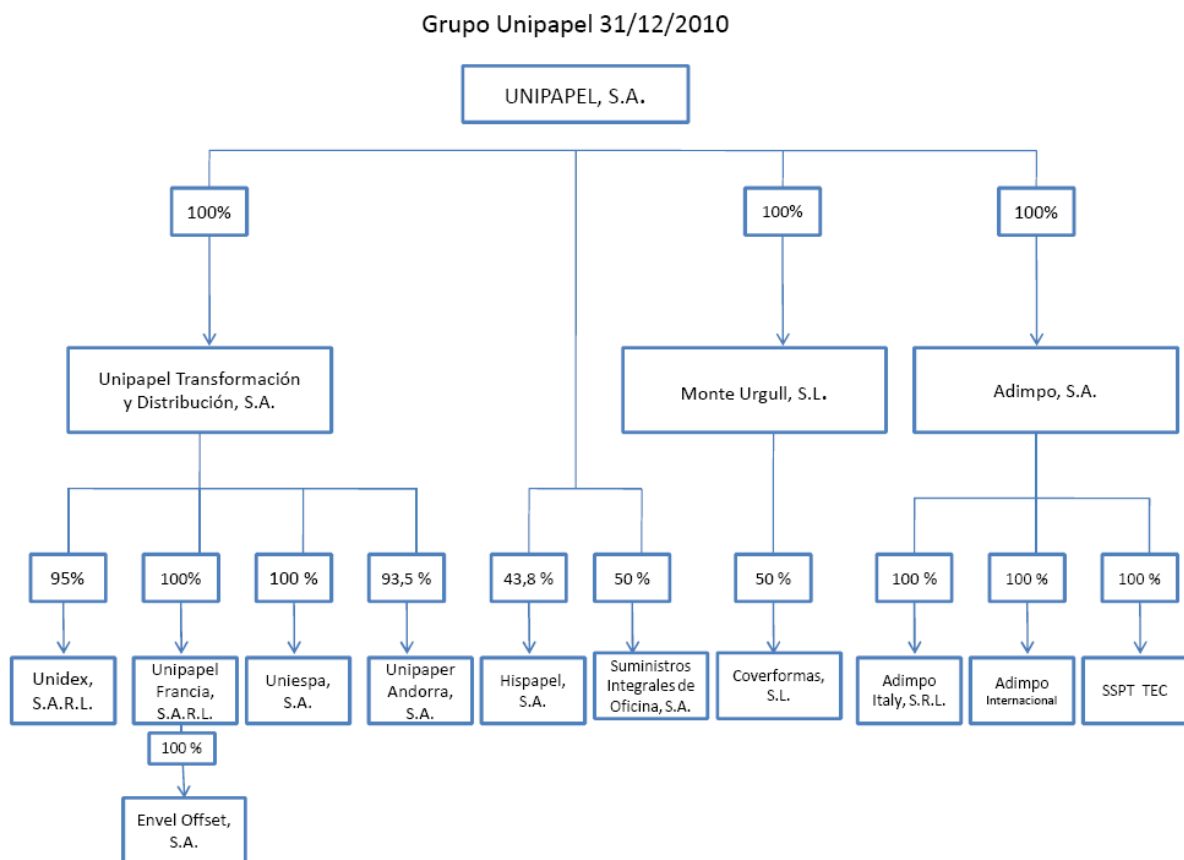 Grupo Unipapel 31/12/2010
UNIPAPEL, S.A.
100%
100%
100%
Unipapel Transformación
y Distribución, S.A.
Monte Urgull, S.L.
Adimpo, S.A.
95%
100%
100 %
93,5 %
43,8 %
50 %
50 %
100 %
100 %
100 %
Unidex,
S.A.R.L.
Unipapel
Francia,
S.A.R.L.
Uniespa,
S.A.
Unipaper
Andorra,
S.A.
Hispapel,
S.A.
Suministros
Integrales de
Oficina, S.A.
Coverformas,
S.L.
Adimpo
Italy, S.R.L.
Adimpo
Internacional
SSPT TEC
100 %
Envel Offset,
S.A.